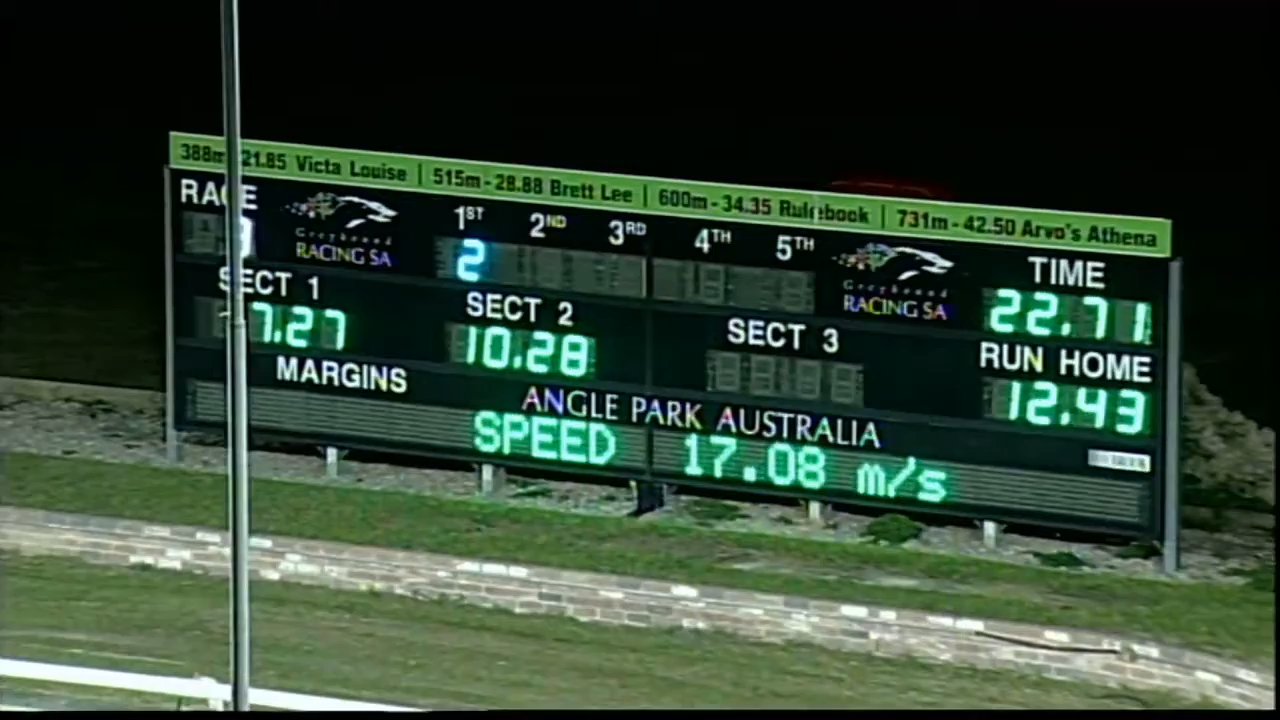 388m 21.85 Victa Louise | 515m - 28.88 Brett Lee | 600m - 34.35 Rulebook | 731m - 42.50 Arvo's Athena
RACE
Greyhound
RACING SA
1ST 2ND 3RD 4TH 5TH
2
Greyhound
RACING SA
TIME
22.71
SECT 1
7.27
SECT 2
10.28
SECT 3
RUN HOME
12.43
MARGINS
ANGLE PARK AUSTRALIA
SPEED 17.08 m/s